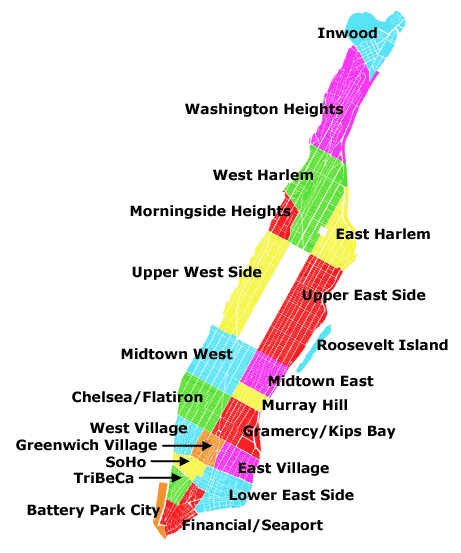 Inwood
Washington Heights
West Harlem
Morningside Heights
East Harlem
Upper West Side
Upper East Side
Roosevelt Island
Midtown West
Midtown East
Chelsea/Flatiron
Murray Hill
West Village
Gramercy/Kips Bay
Greenwich Village
SoHo
East Village
TriBeCa
Lower East Side
Battery Park City
Financial/Seaport